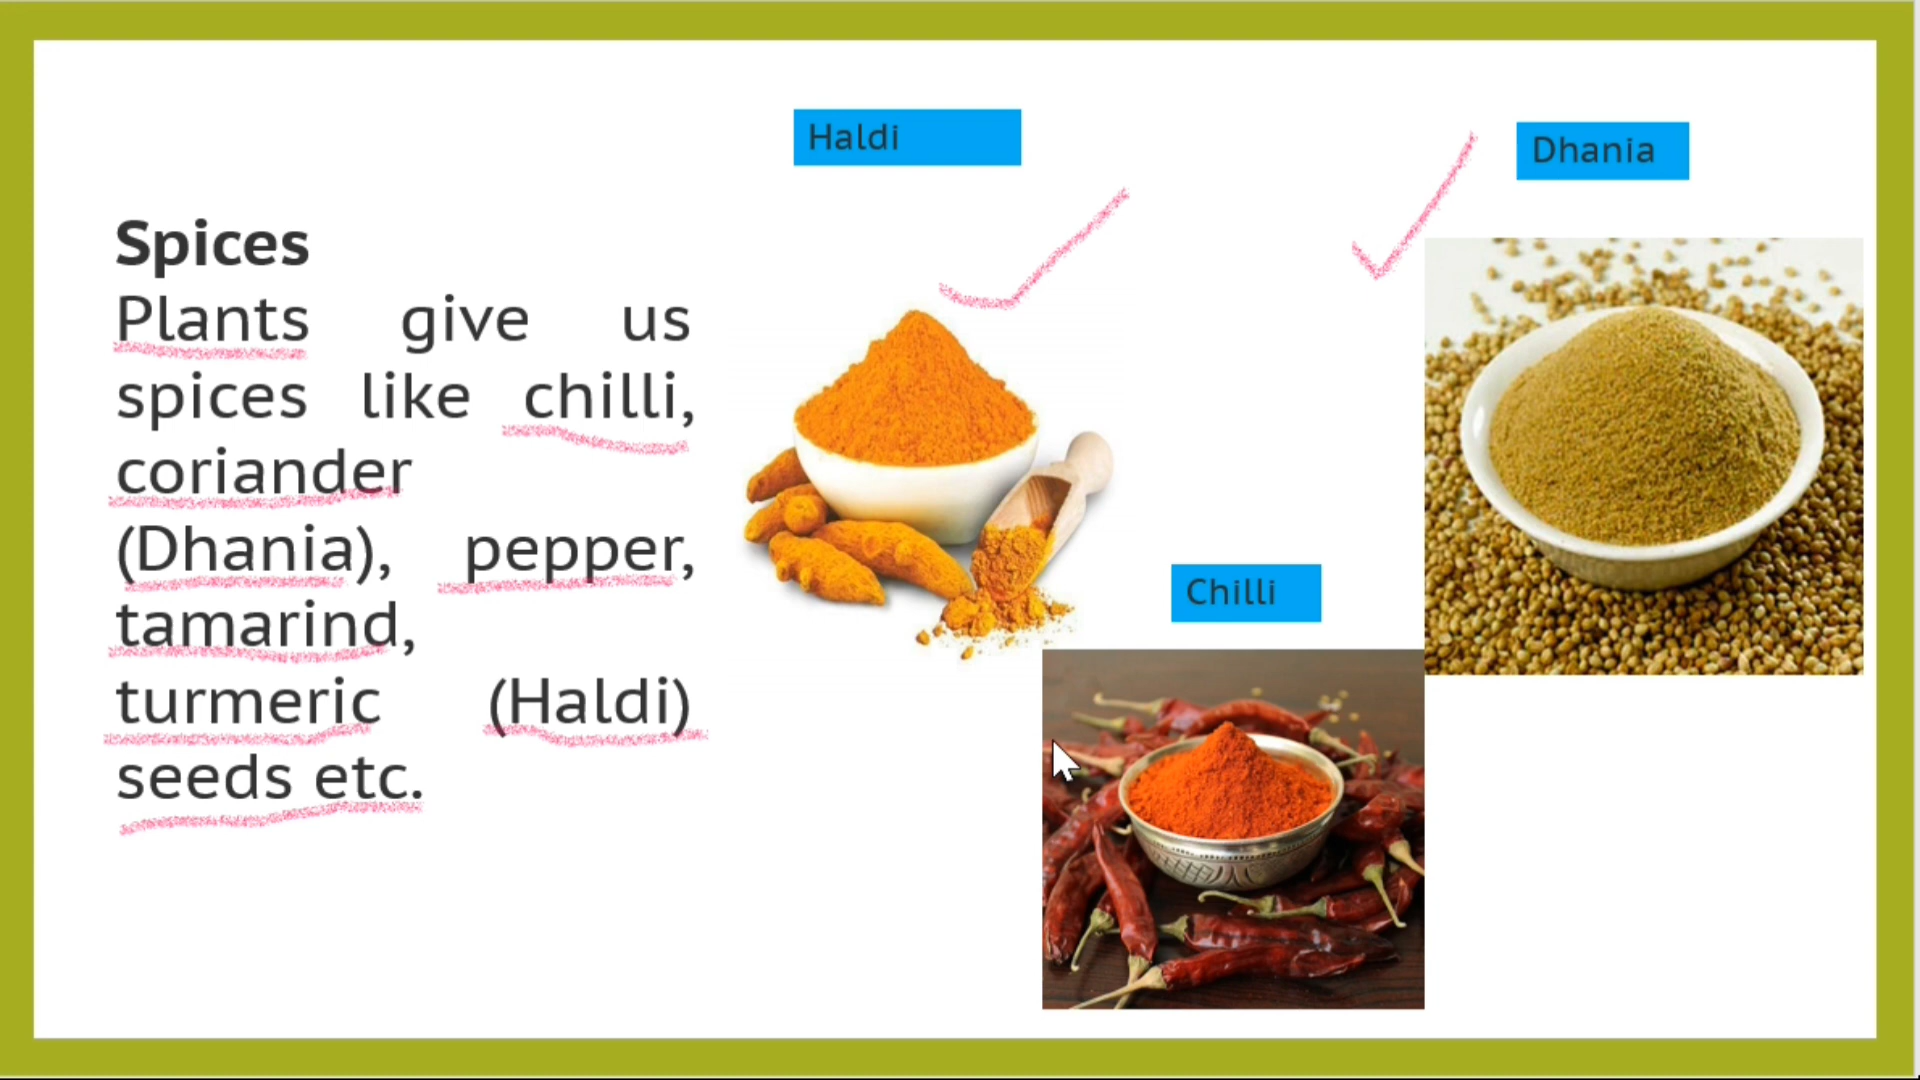 Haldi
Dhania
Spices
Plants give us
spices like chilli,
coriander
(Dhania), pepper,
tamarind,
turmeric (Haldi)
seeds etc.
Chilli